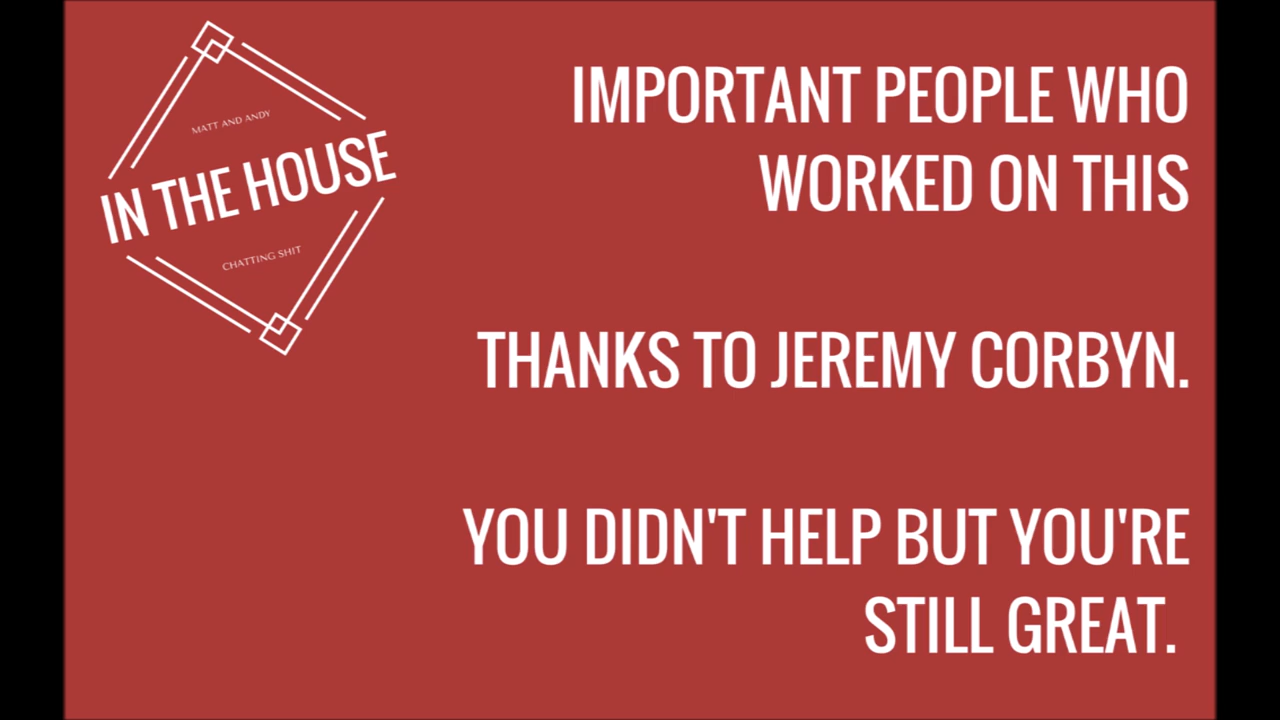 MATT AND ANDY
IN THE HOUSE
CHATTING SHIT
IMPORTANT PEOPLE WHO
WORKED ON THIS
THANKS TO JEREMY CORBYN.
YOU DIDN'T HELP BUT YOU'RE
STILL GREAT.